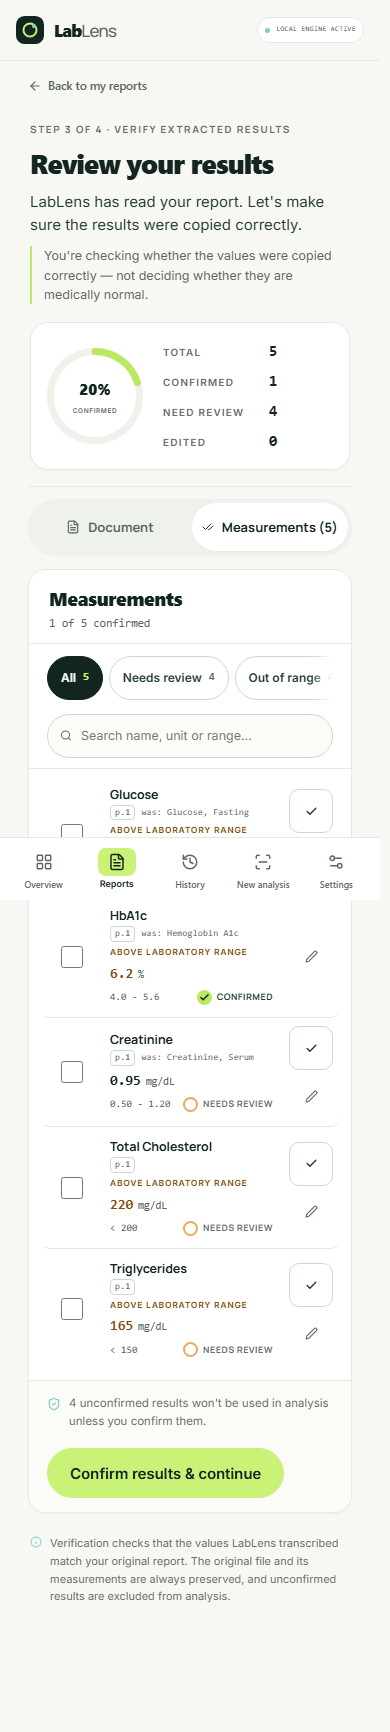 LabLens
LOCAL ENGINE ACTIVE
Back to my reports
STEP 3 OF 4 · VERIFY EXTRACTED RESULTS
Review your results
LabLens has read your report. Let's make
sure the results were copied correctly.
You're checking whether the values were copied
correctly — not deciding whether they are
medically normal.
20%
CONFIRMED
TOTAL 5
CONFIRMED 1
NEED REVIEW 4
EDITED 0
Document
Measurements (5)
Measurements
1 of 5 confirmed
All 5
Needs review 4
Out of range 4
Search name, unit or range...
Glucose
p.1 was: Glucose, Fasting
ABOVE LABORATORY RANGE
Overview
Reports
History
New analysis
Settings
HbA1c
p.1 was: Hemoglobin A1c
ABOVE LABORATORY RANGE
6.2 %
4.0 - 5.6 CONFIRMED
Creatinine
p.1 was: Creatinine, Serum
0.95 mg/dL
0.50 - 1.20 NEEDS REVIEW
Total Cholesterol
p.1
ABOVE LABORATORY RANGE
220 mg/dL
< 200 NEEDS REVIEW
Triglycerides
p.1
ABOVE LABORATORY RANGE
165 mg/dL
< 150 NEEDS REVIEW
4 unconfirmed results won't be used in analysis
unless you confirm them.
Confirm results & continue
Verification checks that the values LabLens transcribed
match your original report. The original file and its
measurements are always preserved, and unconfirmed
results are excluded from analysis.